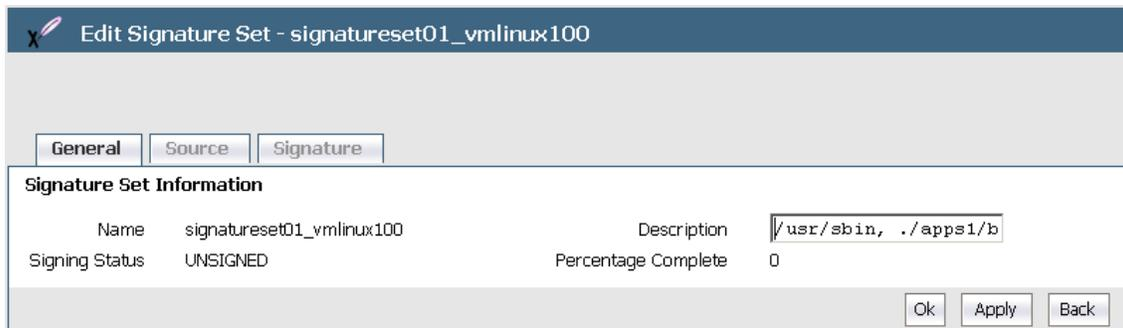 Edit Signature Set - signatureset01_vmlinux100
General Source Signature
Signature Set Information
Name signatureset01_vmlinux100 Description /usr/sbin, ./apps1/b
Signing Status UNSIGNED Percentage Complete 0
Ok Apply Back